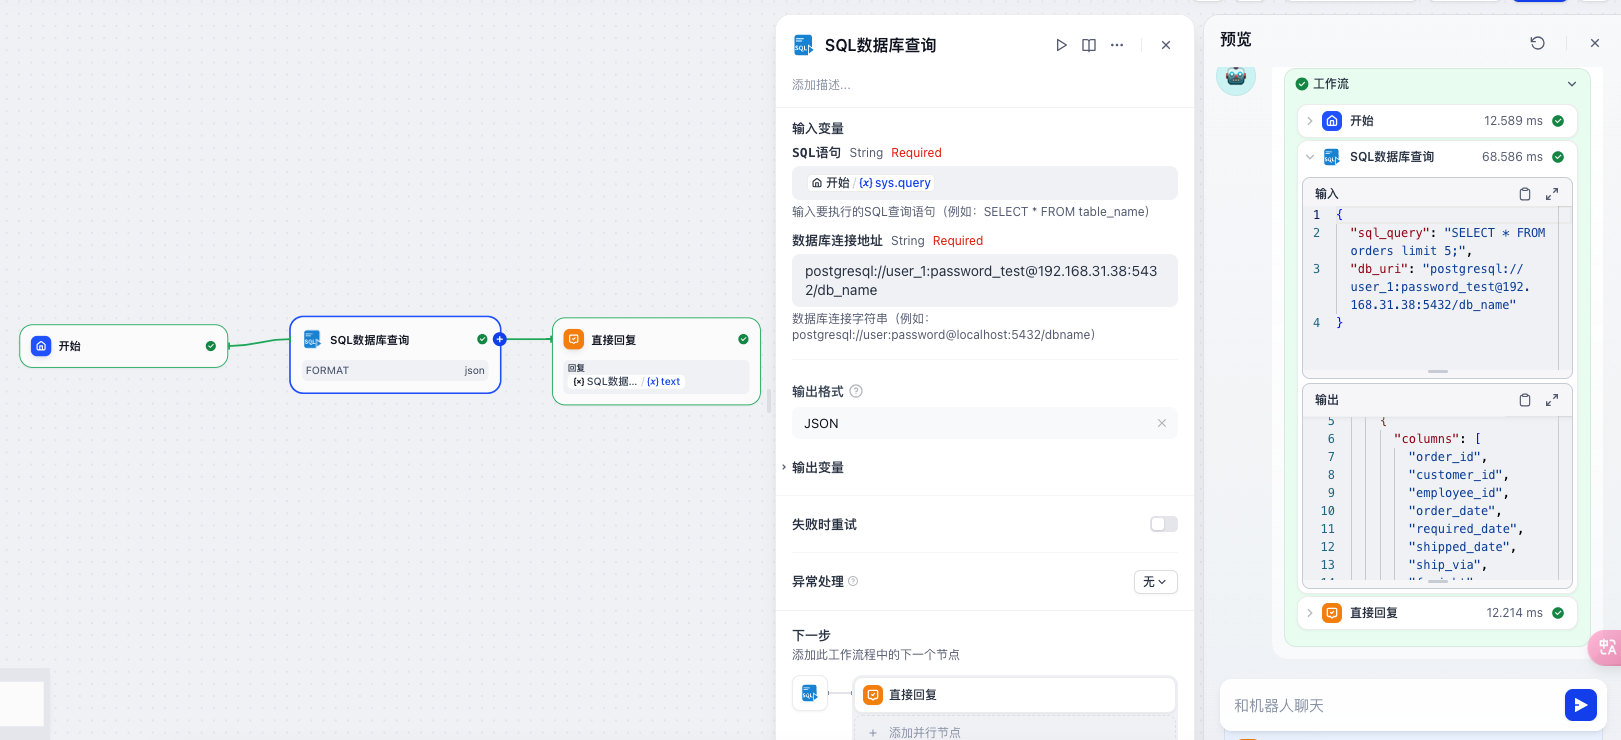 开始
SQL数据库查询
FORMAT json
直接回复
回复
SQL数据... / {x} text
SQL数据库查询
添加描述...
输入变量
SQL语句 String Required
开始 / {x} sys.query
输入要执行的SQL查询语句（例如：SELECT * FROM table_name）
数据库连接地址 String Required
postgresql://user_1:password_test@192.168.31.38:543
2/db_name
数据库连接字符串（例如：
postgresql://user:password@localhost:5432/dbname）
输出格式
JSON
输出变量
失败时重试
异常处理
无
下一步
添加此工作流程中的下一个节点
直接回复
+ 添加并行节点
预览
工作流
开始 12.589 ms
SQL数据库查询 68.586 ms
输入
1 {
2 "sql_query": "SELECT * FROM
orders limit 5;",
3 "db_uri": "postgresql://
user_1:password_test@192.
168.31.38:5432/db_name"
4 }
输出
5 {
6 "columns": [
7 "order_id",
8 "customer_id",
9 "employee_id",
10 "order_date",
11 "required_date",
12 "shipped_date",
13 "ship_via",
直接回复 12.214 ms
和机器人聊天